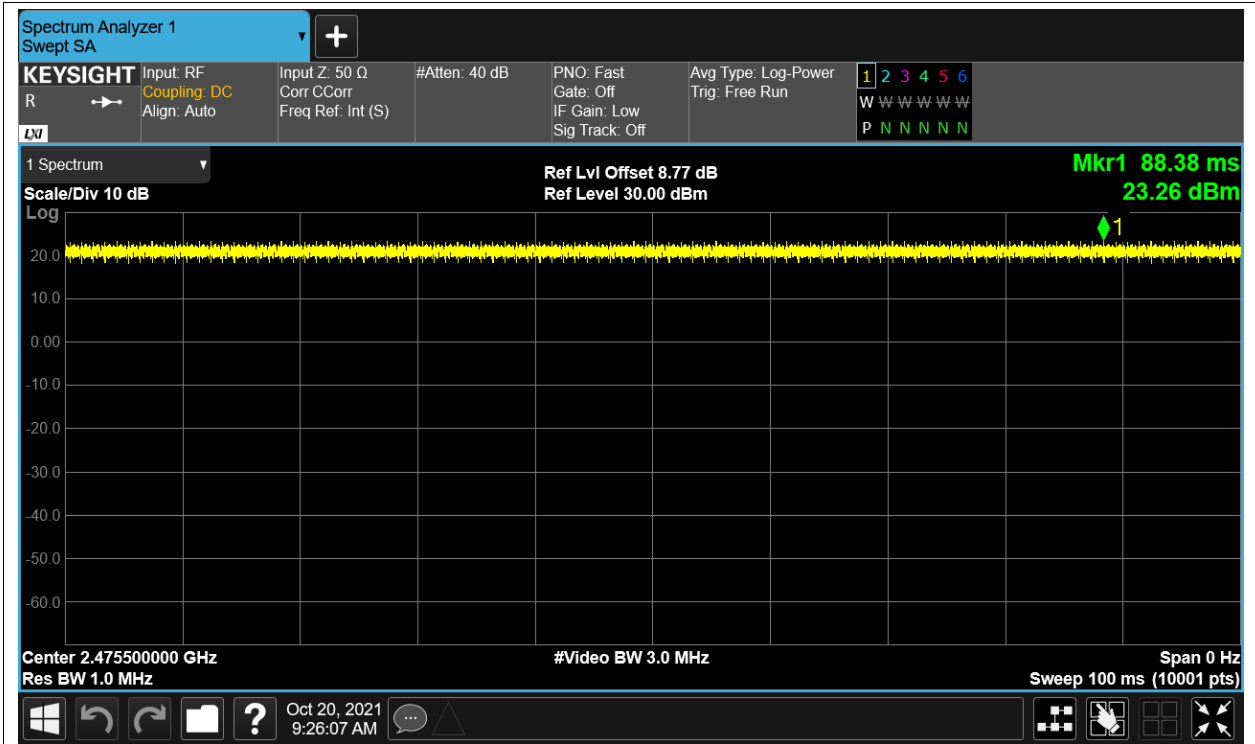 Spectrum Analyzer 1
Swept SA
KEYSIGHT
R
LXI
Input: RF
Coupling: DC
Align: Auto
Input Z: 50 Ω
Corr CCorr
Freq Ref: Int (S)
#Atten: 40 dB
PNO: Fast
Gate: Off
IF Gain: Low
Sig Track: Off
Avg Type: Log-Power
Trig: Free Run
1 2 3 4 5 6
W W W W W W
P N N N N N
1 Spectrum
Scale/Div 10 dB
Log
Ref Lvl Offset 8.77 dB
Ref Level 30.00 dBm
Mkr1 88.38 ms
23.26 dBm
1
20.0
10.0
0.00
-10.0
-20.0
-30.0
-40.0
-50.0
-60.0
Center 2.475500000 GHz
Res BW 1.0 MHz
#Video BW 3.0 MHz
Span 0 Hz
Sweep 100 ms (10001 pts)
?
Oct 20, 2021
9:26:07 AM